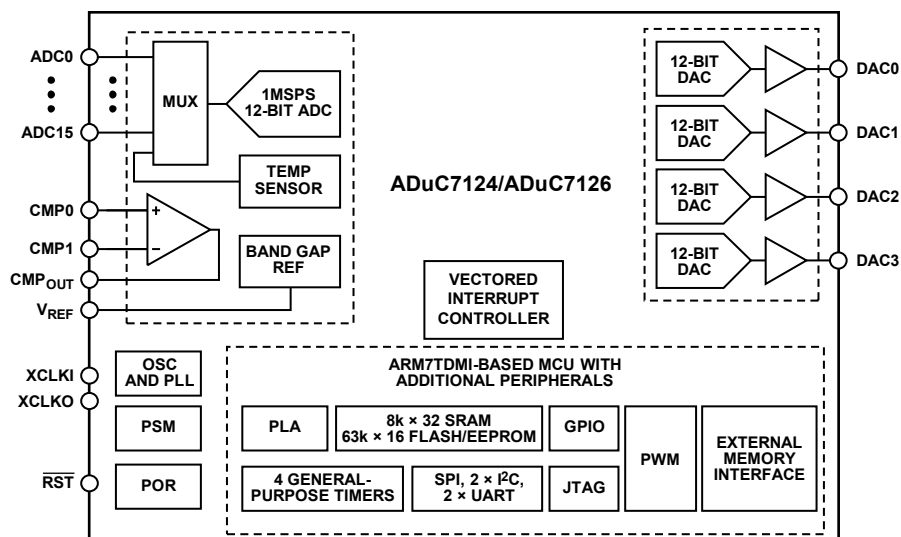 ADC0
ADC15
MUX
1MSPS
12-BIT ADC
TEMP
SENSOR
CMP0
CMP1
CMPOUT
VREF
+
−
BAND GAP
REF
ADuC7124/ADuC7126
12-BIT
DAC
DAC0
12-BIT
DAC
DAC1
12-BIT
DAC
DAC2
12-BIT
DAC
DAC3
VECTORED
INTERRUPT
CONTROLLER
XCLKI
XCLKO
RST
OSC
AND PLL
PSM
POR
ARM7TDMI-BASED MCU WITH
ADDITIONAL PERIPHERALS
PLA
8k × 32 SRAM
63k × 16 FLASH/EEPROM
GPIO
4 GENERAL-
PURPOSE TIMERS
SPI, 2 × I²C,
2 × UART
JTAG
PWM
EXTERNAL
MEMORY
INTERFACE